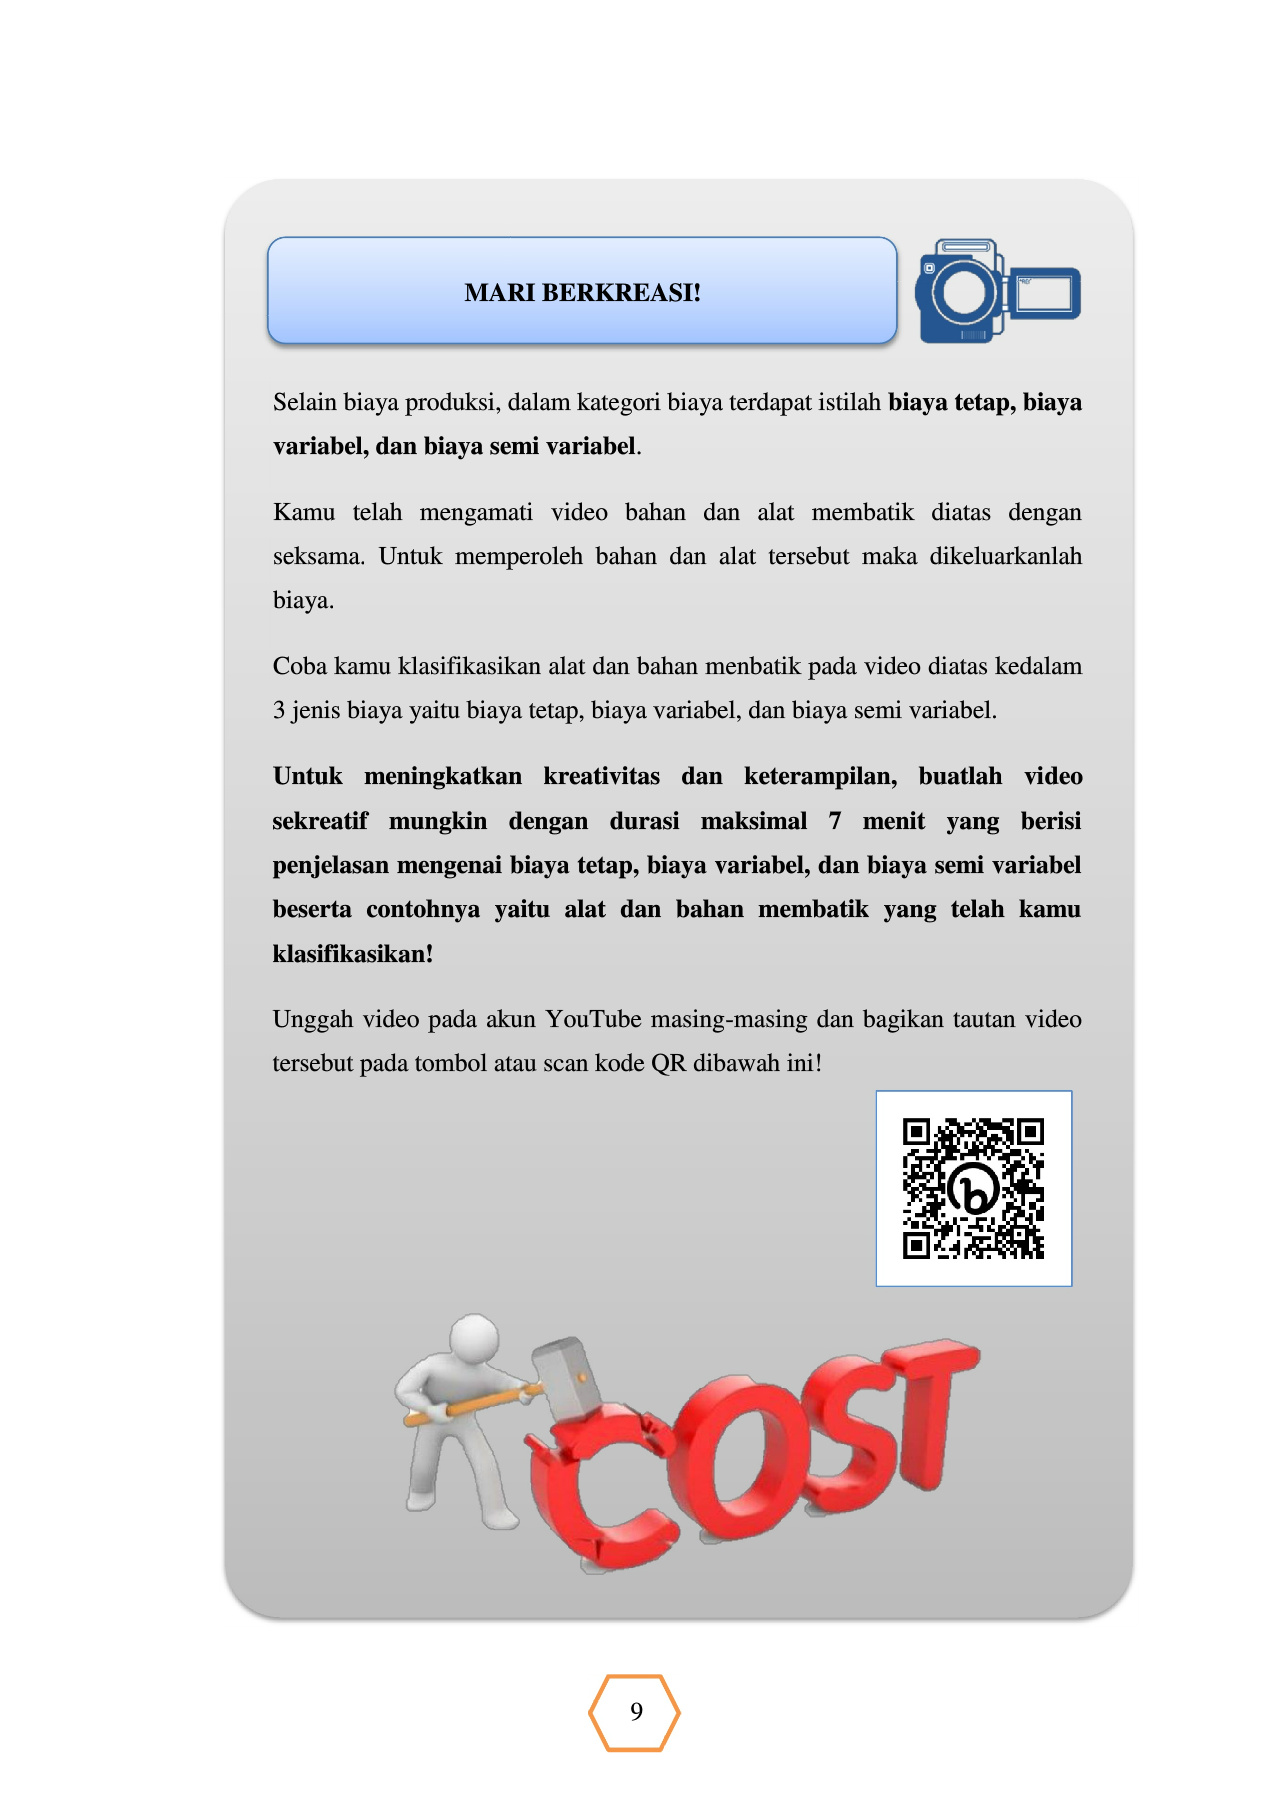 MARI BERKREASI!
Selain biaya produksi, dalam kategori biaya terdapat istilah biaya tetap, biaya
variabel, dan biaya semi variabel.
Kamu telah mengamati video bahan dan alat membatik diatas dengan
seksama. Untuk memperoleh bahan dan alat tersebut maka dikeluarkanlah
biaya.
Coba kamu klasifikasikan alat dan bahan menbatik pada video diatas kedalam
3 jenis biaya yaitu biaya tetap, biaya variabel, dan biaya semi variabel.
Untuk meningkatkan kreativitas dan keterampilan, buatlah video
sekreatif mungkin dengan durasi maksimal 7 menit yang berisi
penjelasan mengenai biaya tetap, biaya variabel, dan biaya semi variabel
beserta contohnya yaitu alat dan bahan membatik yang telah kamu
klasifikasikan!
Unggah video pada akun YouTube masing-masing dan bagikan tautan video
tersebut pada tombol atau scan kode QR dibawah ini!
b
COST
9